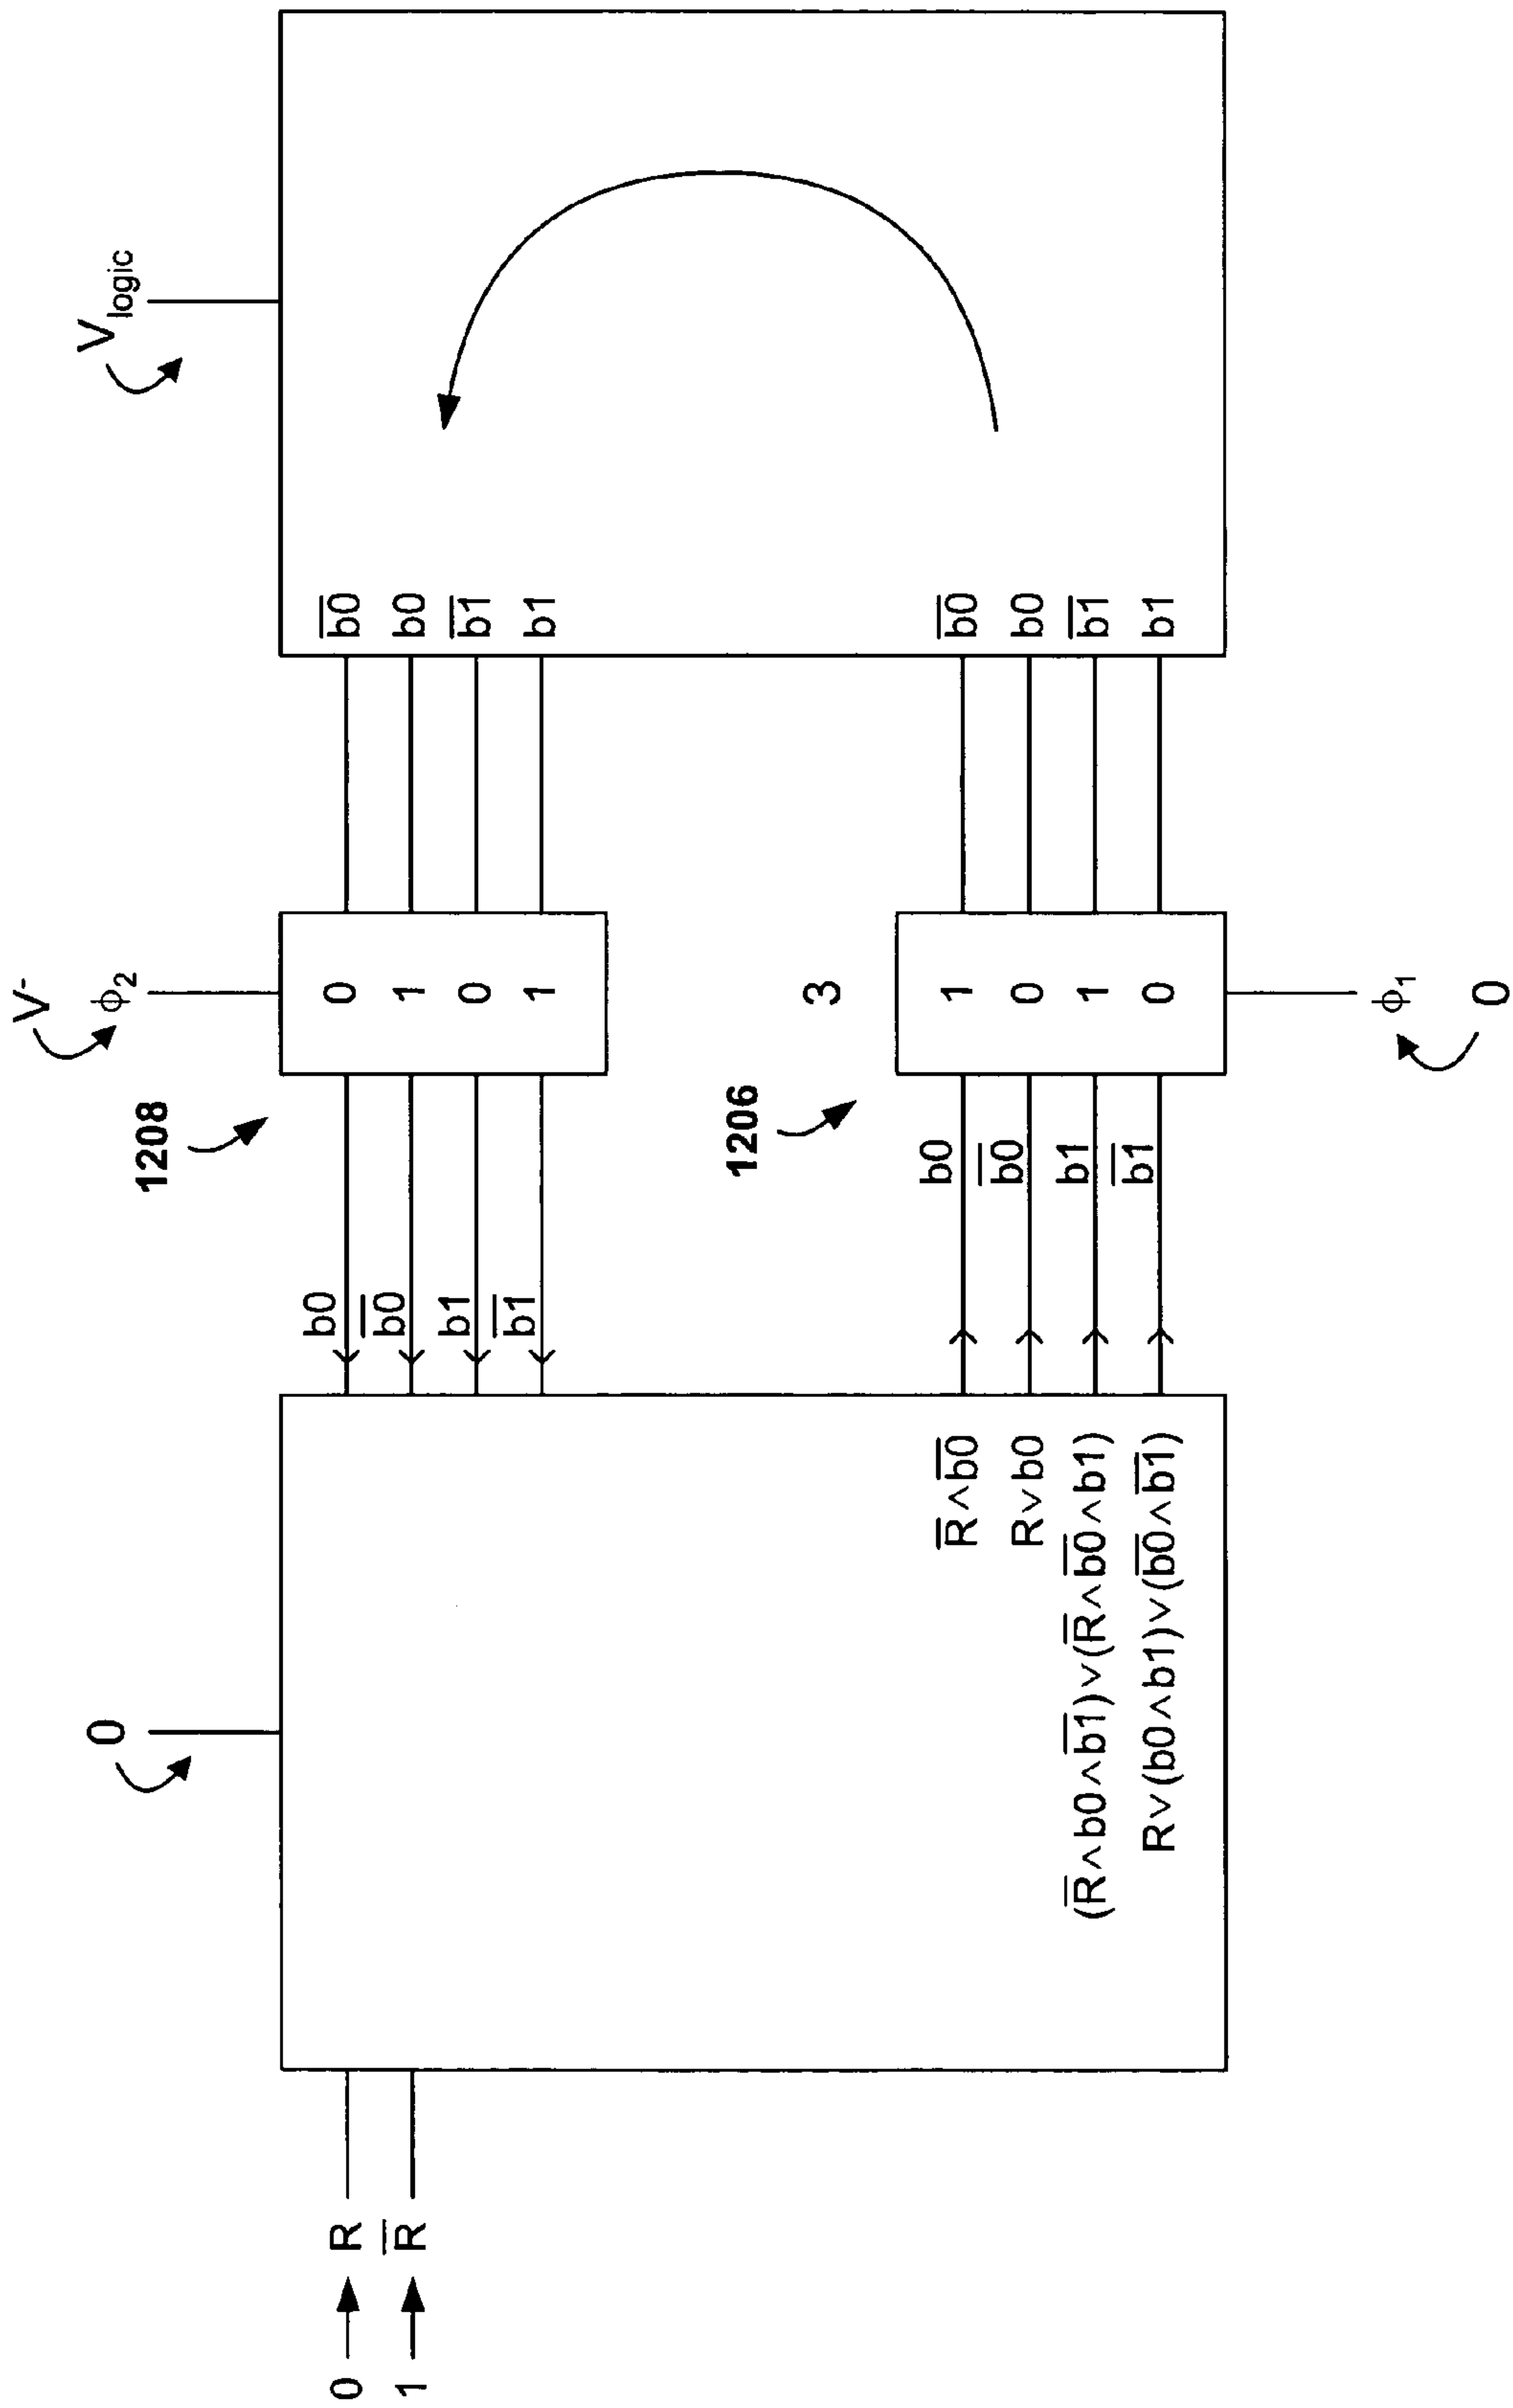 V-
0 ϕ₂ V_logic
1208
0 R b0 0 b̅0̅
1 R̅ b̅0̅ 1 b0
b1 0 b̅1̅
b̅1̅ 1 b1
1206
3
R̅∧b̅0̅ b0 1 b̅0̅
R∨b0 b̅0̅ 0 b0
(R̅∧b0∧b̅1̅)∨(R̅∧b̅0̅∧b1) b1 1 b̅1̅
R∨(b0∧b1)∨(b̅0̅∧b̅1̅) b̅1̅ 0 b1
ϕ₁
0